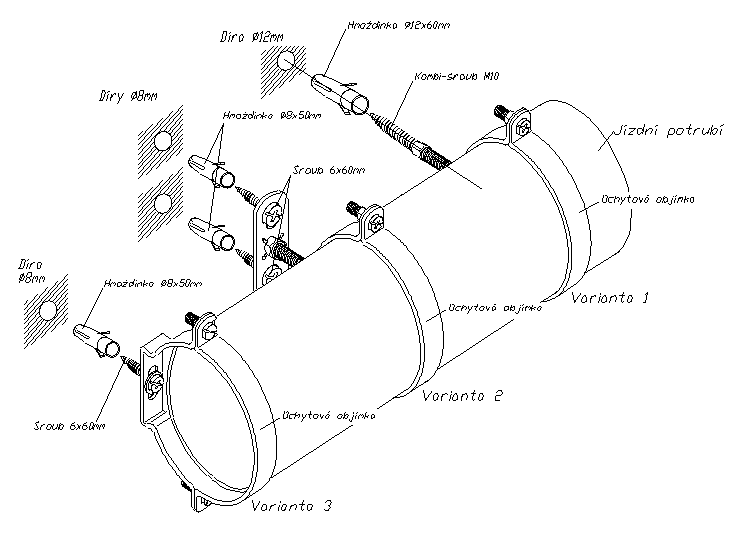 Hmoždinka Ø12x60mm
Díra Ø12mm
Kombi-šroub M10
Díry Ø8mm
Hmoždinka Ø8x50mm
Jízdní potrubí
Šroub 6x60mm
Úchytová objímka
Díra
Ø8mm
Hmoždinka Ø8x50mm
Varianta 1
Úchytová objímka
Varianta 2
Úchytová objímka
Šroub 6x60mm
Varianta 3